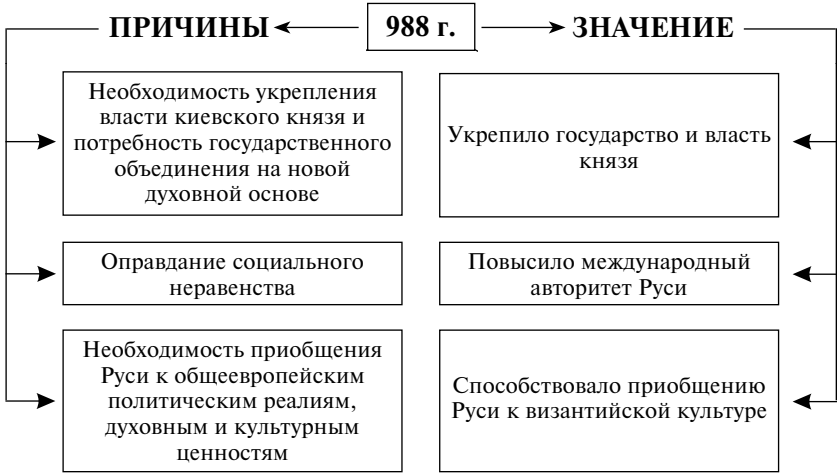 ПРИЧИНЫ 988 г. ЗНАЧЕНИЕ
Необходимость укрепления
власти киевского князя и
потребность государственного
объединения на новой
духовной основе
Укрепило государство и власть
князя
Оправдание социального
неравенства
Повысило международный
авторитет Руси
Необходимость приобщения
Руси к общеевропейским
политическим реалиям,
духовным и культурным
ценностям
Способствовало приобщению
Руси к византийской культуре